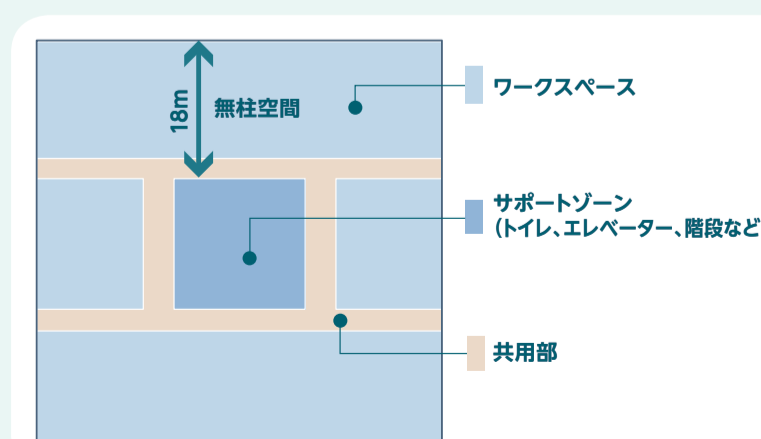 18m
無柱空間
ワークスペース
サポートゾーン
（トイレ、エレベーター、階段など
共用部